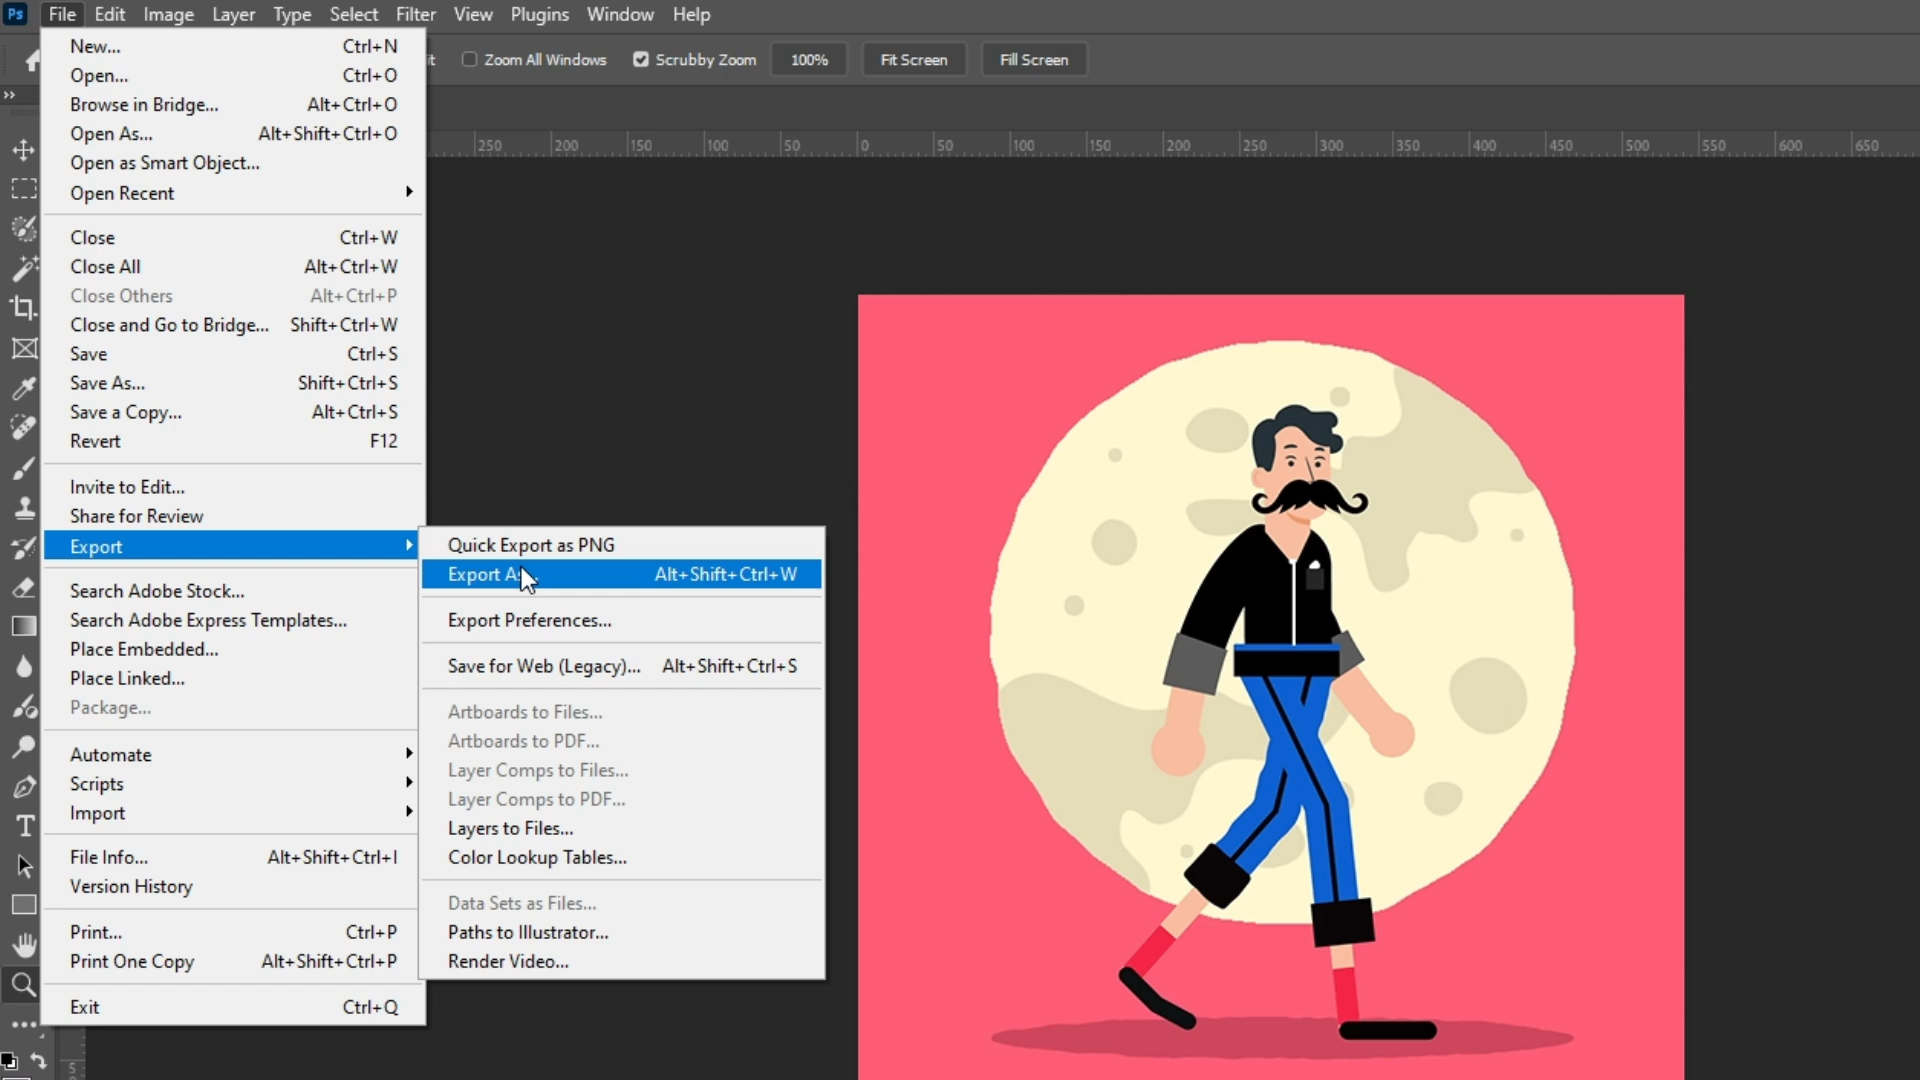 Ps File Edit Image Layer Type Select Filter View Plugins Window Help
Zoom All Windows Scrubby Zoom 100% Fit Screen Fill Screen
250 200 150 100 50 0 50 100 150 200 250 300 350 400 450 500 550 600 650
New... Ctrl+N
Open... Ctrl+O
Browse in Bridge... Alt+Ctrl+O
Open As... Alt+Shift+Ctrl+O
Open as Smart Object...
Open Recent
Close Ctrl+W
Close All Alt+Ctrl+W
Close Others Alt+Ctrl+P
Close and Go to Bridge... Shift+Ctrl+W
Save Ctrl+S
Save As... Shift+Ctrl+S
Save a Copy... Alt+Ctrl+S
Revert F12
Invite to Edit...
Share for Review
Export
Search Adobe Stock...
Search Adobe Express Templates...
Place Embedded...
Place Linked...
Package...
Automate
Scripts
Import
File Info... Alt+Shift+Ctrl+I
Version History
Print... Ctrl+P
Print One Copy Alt+Shift+Ctrl+P
Exit Ctrl+Q
Quick Export as PNG
Export As... Alt+Shift+Ctrl+W
Export Preferences...
Save for Web (Legacy)... Alt+Shift+Ctrl+S
Artboards to Files...
Artboards to PDF...
Layer Comps to Files...
Layer Comps to PDF...
Layers to Files...
Color Lookup Tables...
Data Sets as Files...
Paths to Illustrator...
Render Video...
5